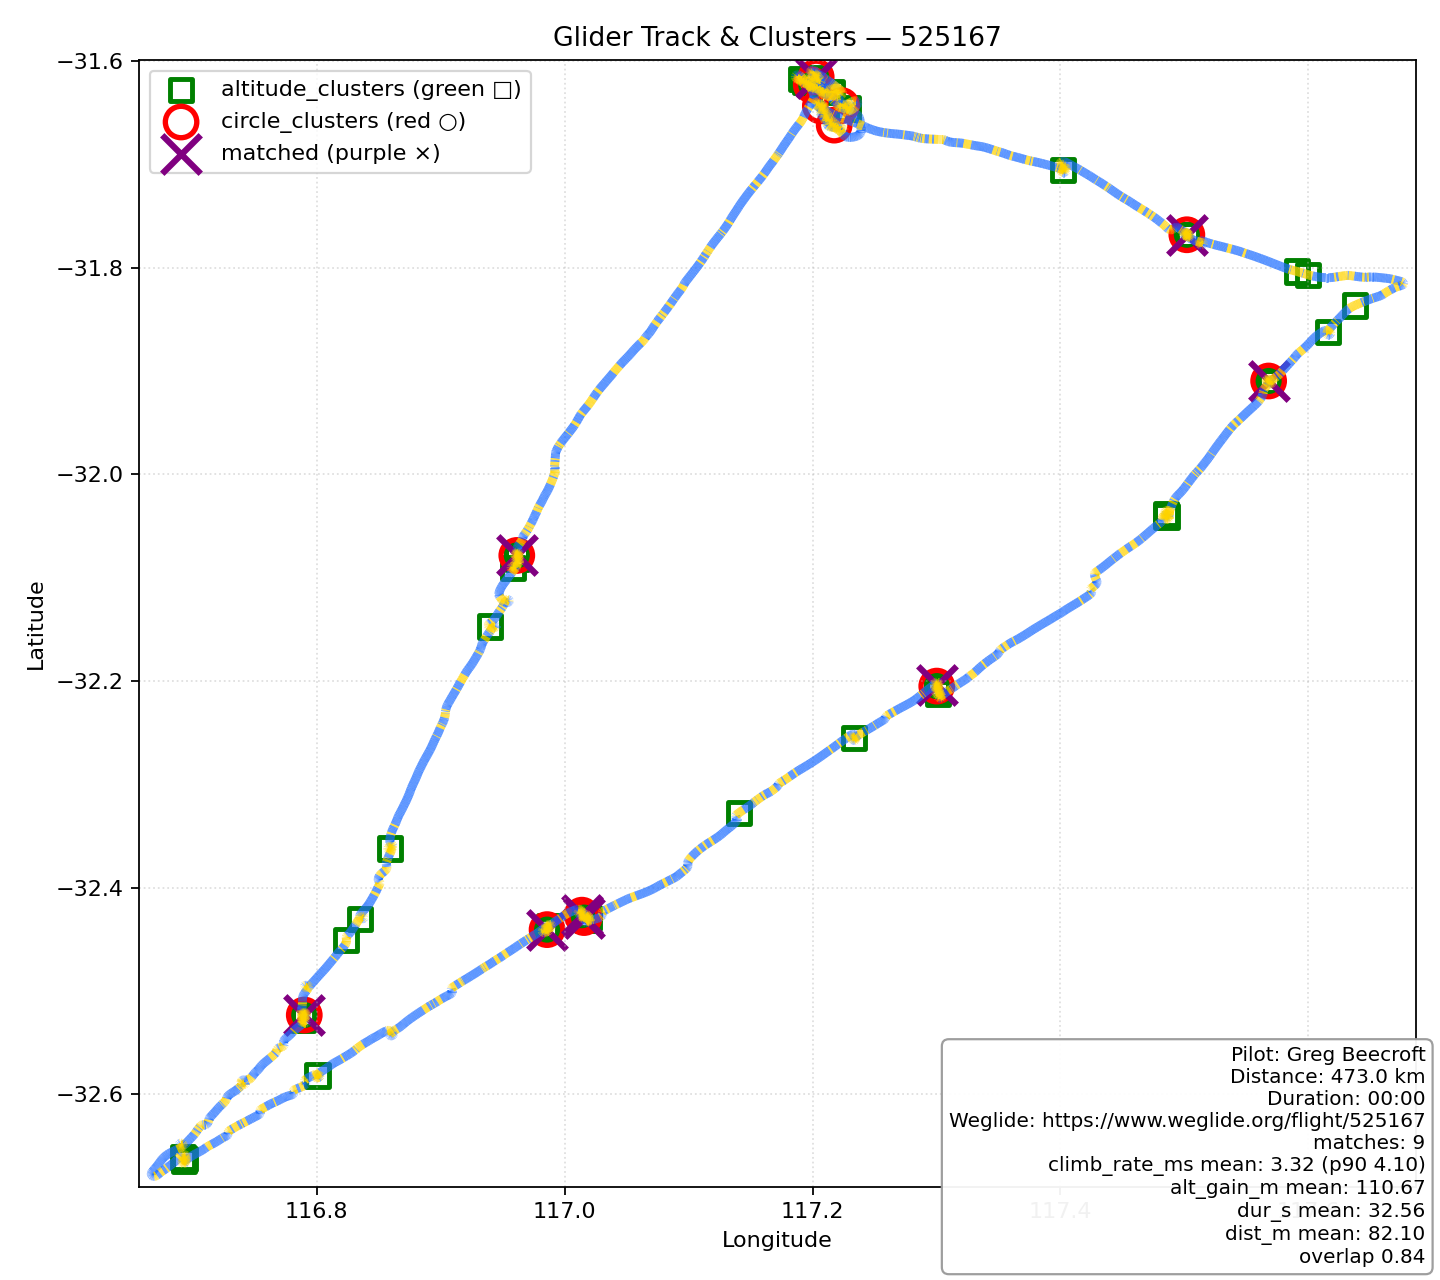 Glider Track & Clusters — 525167
altitude_clusters (green □)
circle_clusters (red ○)
matched (purple ×)
−31.6
−31.8
−32.0
−32.2
−32.4
−32.6
Latitude
116.8
117.0
117.2
117.4
Longitude
Pilot: Greg Beecroft
Distance: 473.0 km
Duration: 00:00
Weglide: https://www.weglide.org/flight/525167
matches: 9
climb_rate_ms mean: 3.32 (p90 4.10)
alt_gain_m mean: 110.67
dur_s mean: 32.56
dist_m mean: 82.10
overlap 0.84